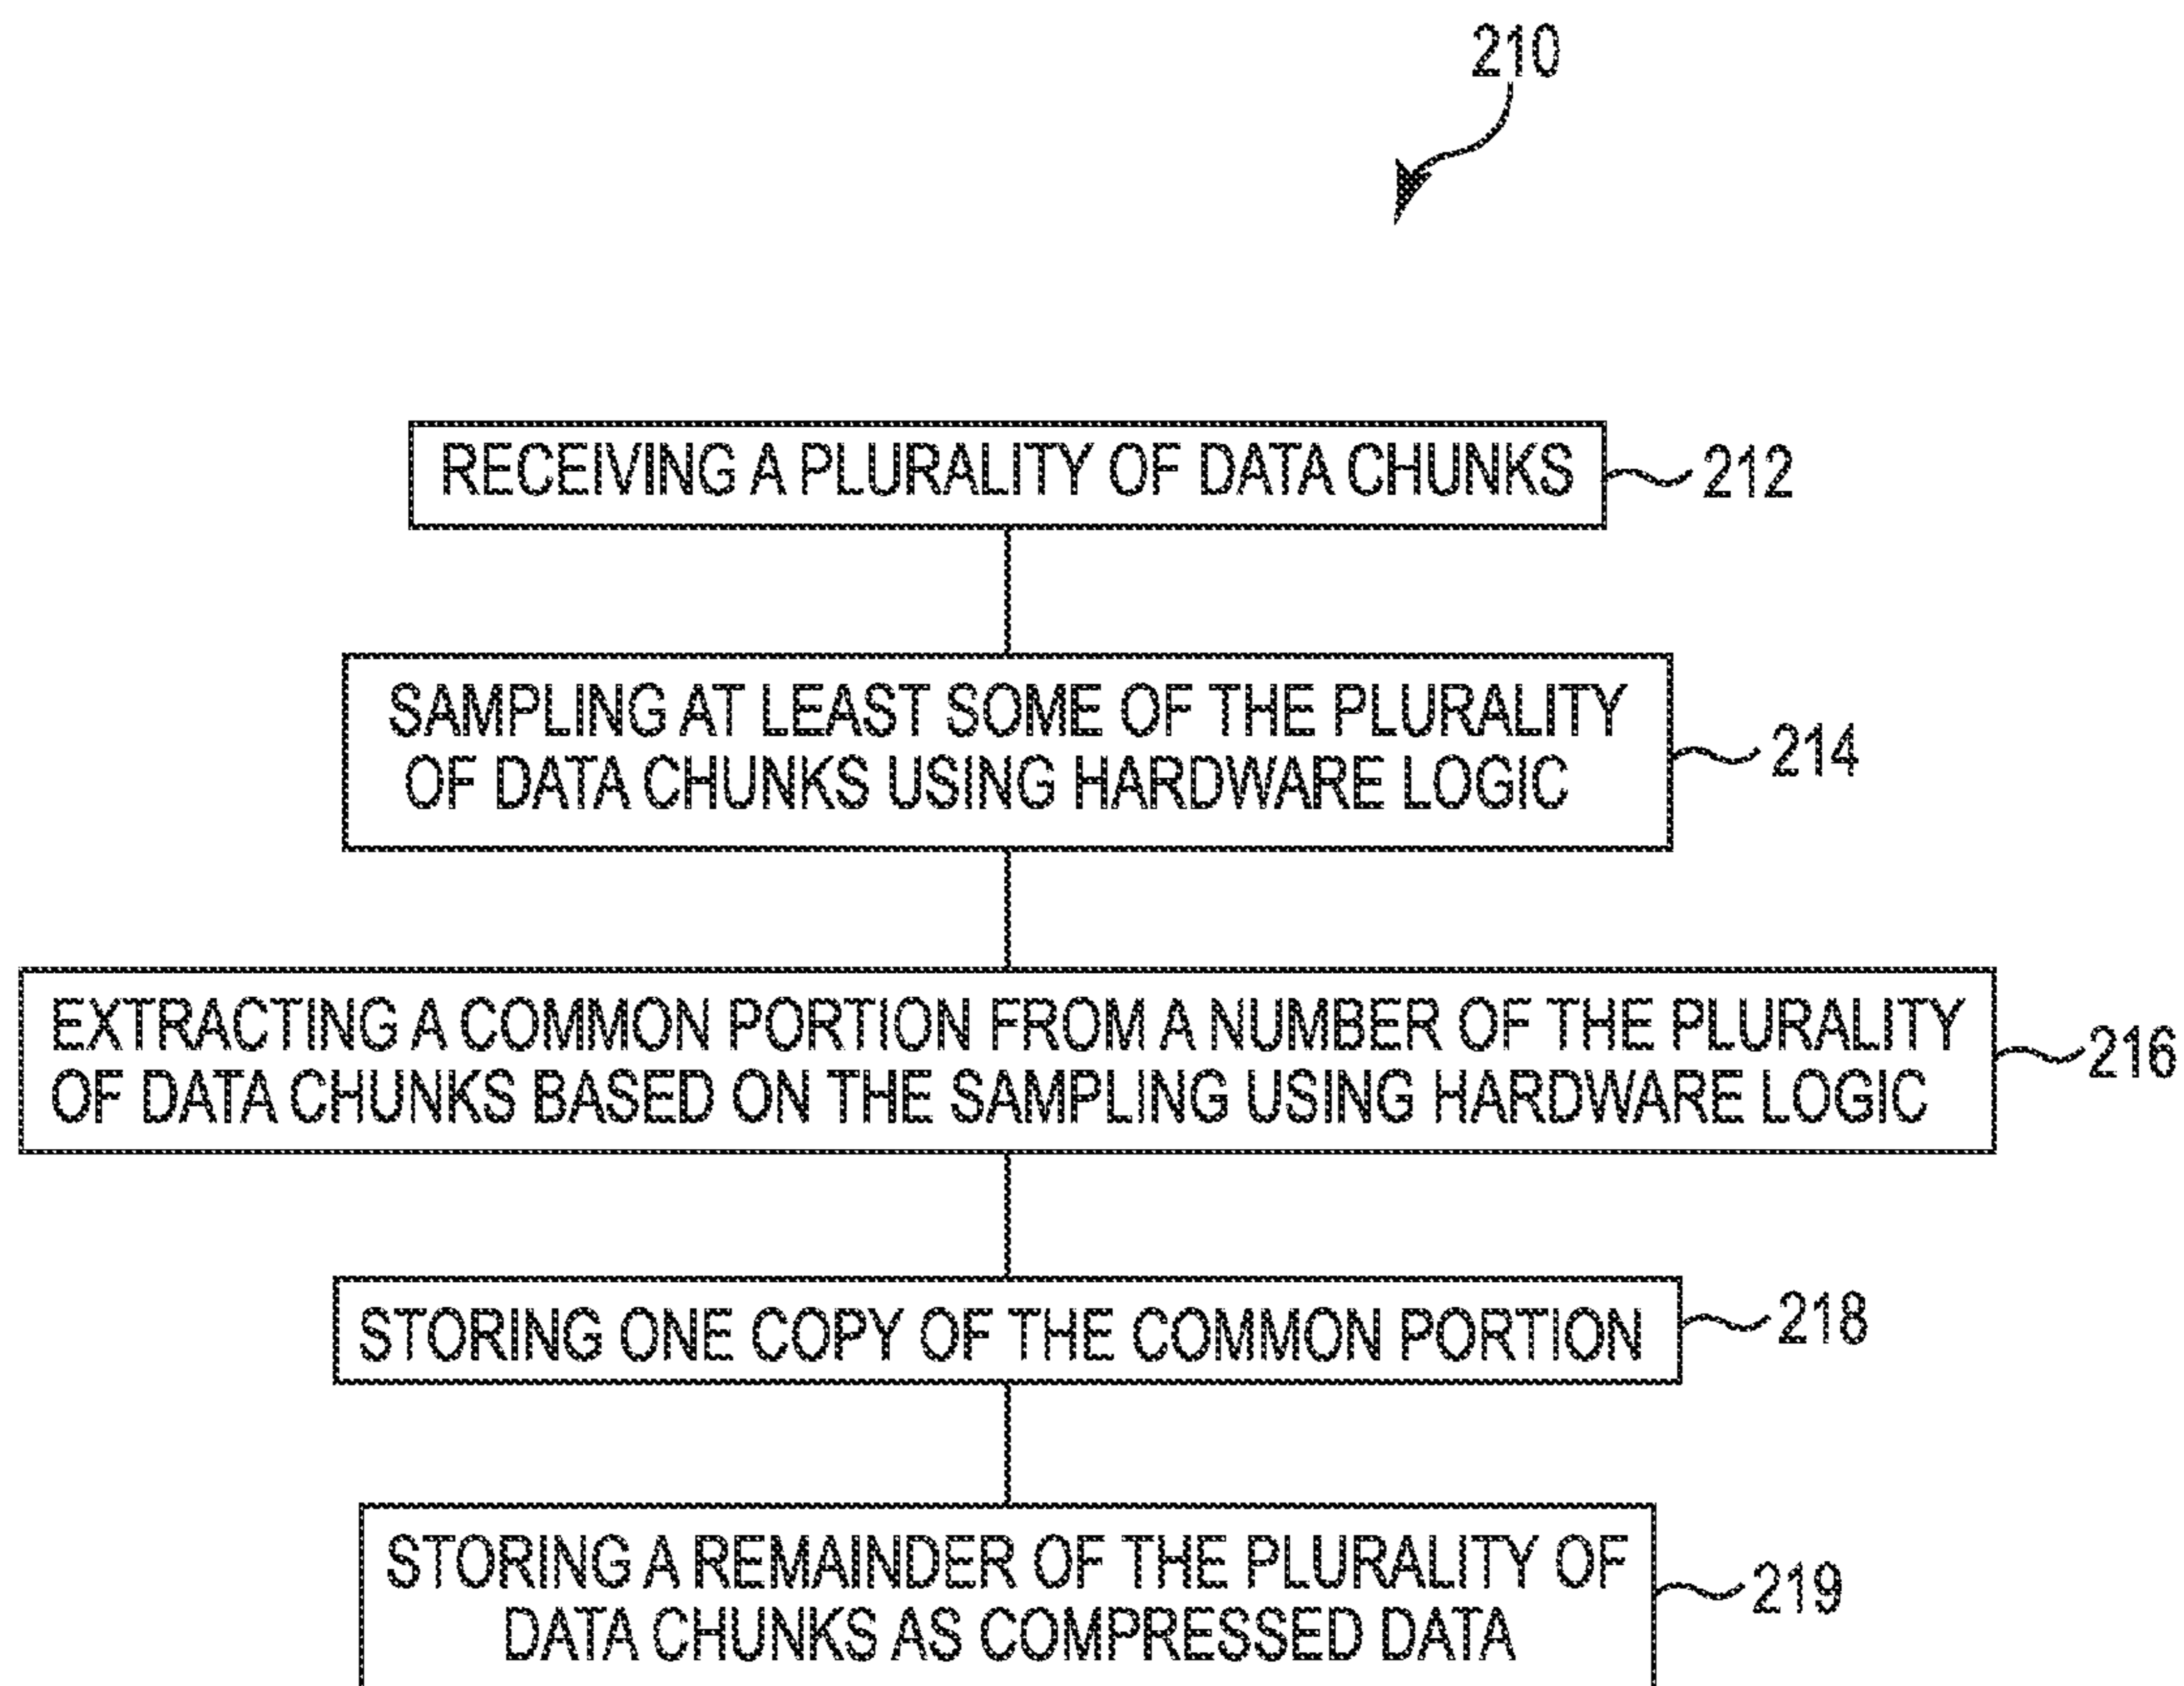 210
RECEIVING A PLURALITY OF DATA CHUNKS
212
SAMPLING AT LEAST SOME OF THE PLURALITY
OF DATA CHUNKS USING HARDWARE LOGIC
214
EXTRACTING A COMMON PORTION FROM A NUMBER OF THE PLURALITY
OF DATA CHUNKS BASED ON THE SAMPLING USING HARDWARE LOGIC
216
STORING ONE COPY OF THE COMMON PORTION
218
STORING A REMAINDER OF THE PLURALITY OF
DATA CHUNKS AS COMPRESSED DATA
219